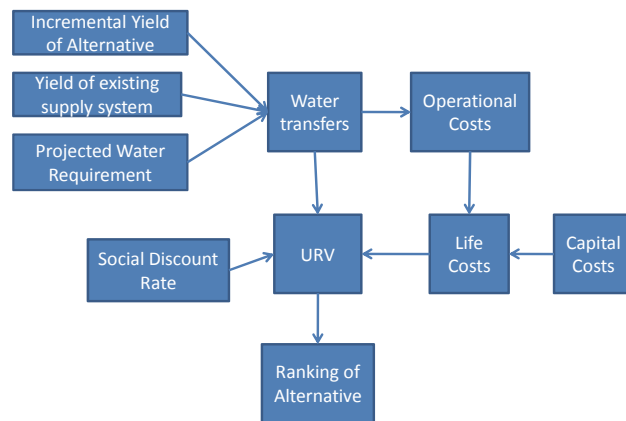 Incremental Yield
of Alternative
Yield of existing
supply system
Projected Water
Requirement
Water
transfers
Operational
Costs
Social Discount
Rate
URV
Life
Costs
Capital
Costs
Ranking of
Alternative